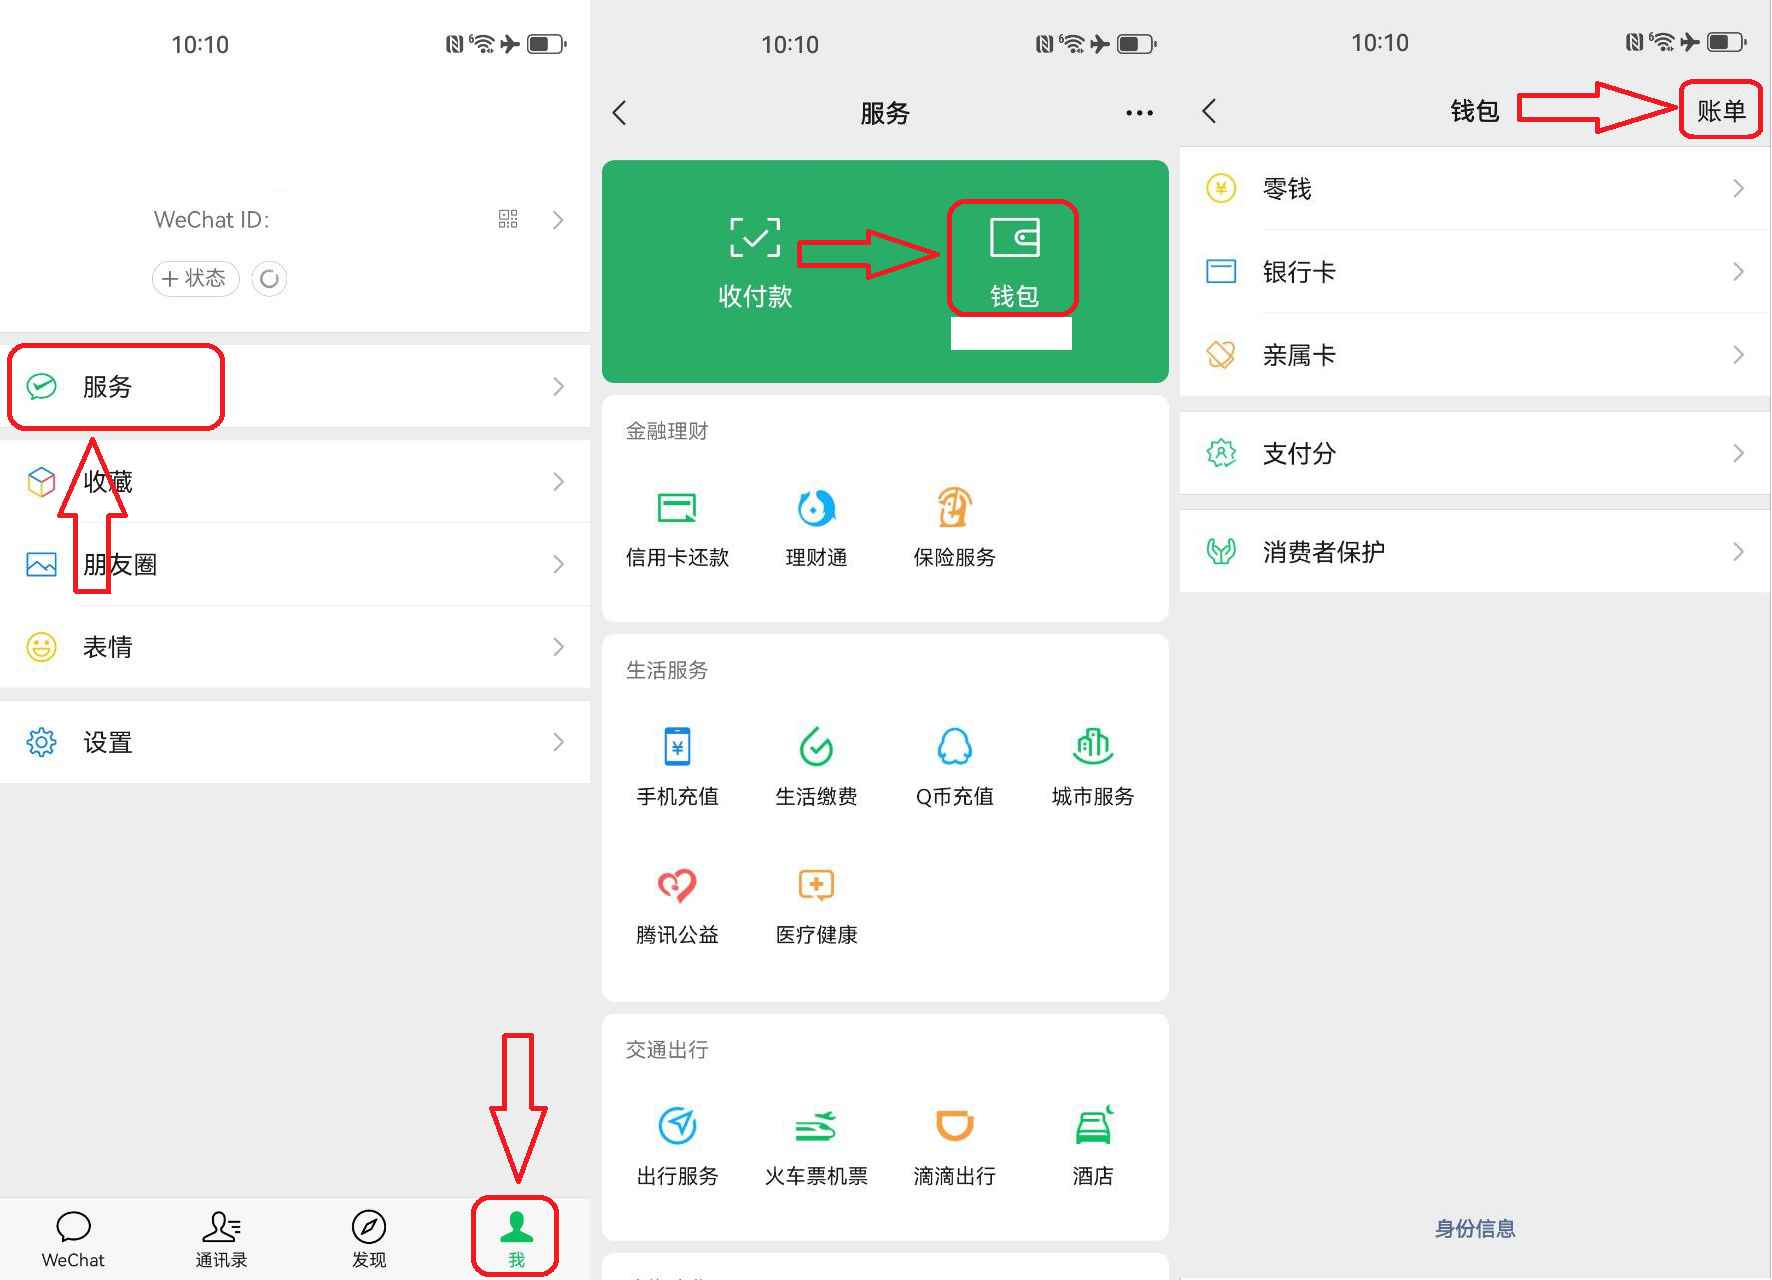 10:10
WeChat ID:
状态
服务
收藏
朋友圈
表情
设置
WeChat
通讯录
发现
我
10:10
服务
收付款
钱包
金融理财
信用卡还款
理财通
保险服务
生活服务
手机充值
生活缴费
Q币充值
城市服务
腾讯公益
医疗健康
交通出行
出行服务
火车票机票
滴滴出行
酒店
10:10
钱包
账单
零钱
银行卡
亲属卡
支付分
消费者保护
身份信息